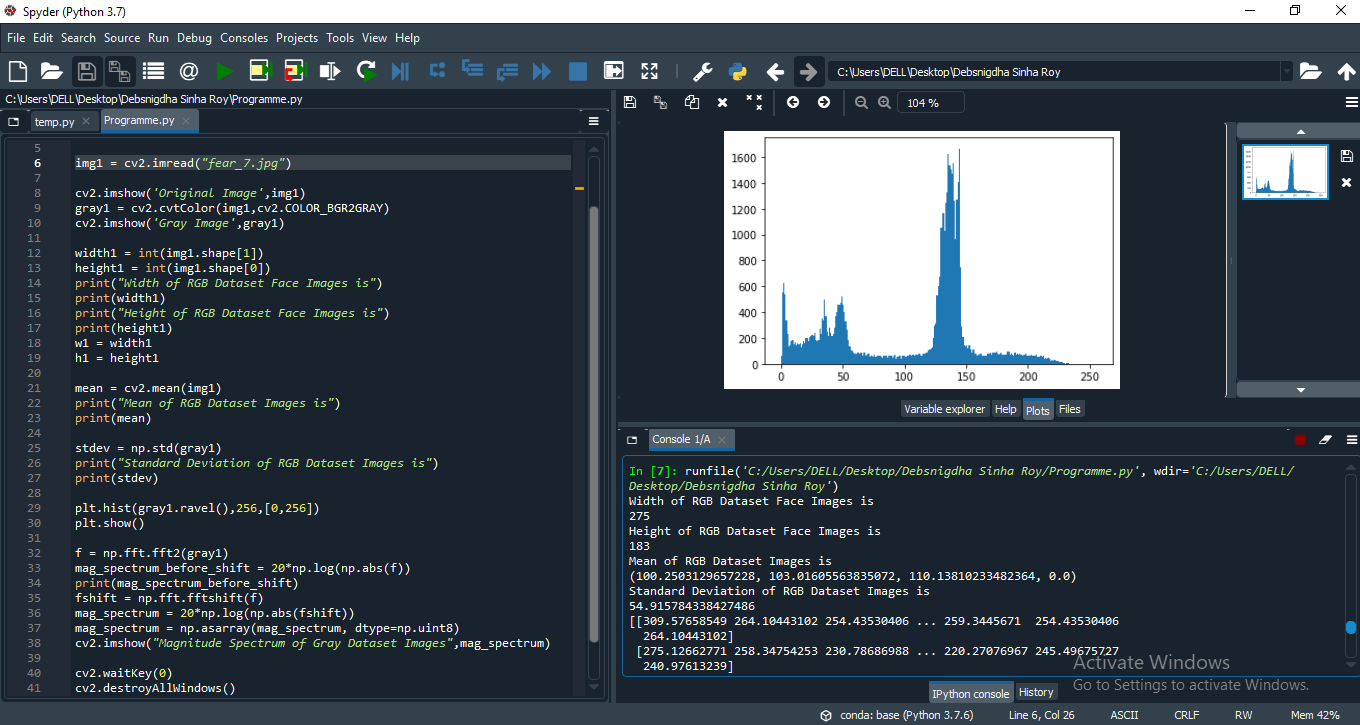 Spyder (Python 3.7)
File Edit Search Source Run Debug Consoles Projects Tools View Help
C:\Users\DELL\Desktop\Debsnigdha Sinha Roy
C:\Users\DELL\Desktop\Debsnigdha Sinha Roy\Programme.py
temp.py Programme.py
5
6 img1 = cv2.imread("fear_7.jpg")
7
8 cv2.imshow('Original Image',img1)
9 gray1 = cv2.cvtColor(img1,cv2.COLOR_BGR2GRAY)
10 cv2.imshow('Gray Image',gray1)
11
12 width1 = int(img1.shape[1])
13 height1 = int(img1.shape[0])
14 print("Width of RGB Dataset Face Images is")
15 print(width1)
16 print("Height of RGB Dataset Face Images is")
17 print(height1)
18 w1 = width1
19 h1 = height1
20
21 mean = cv2.mean(img1)
22 print("Mean of RGB Dataset Images is")
23 print(mean)
24
25 stdev = np.std(gray1)
26 print("Standard Deviation of RGB Dataset Images is")
27 print(stdev)
28
29 plt.hist(gray1.ravel(),256,[0,256])
30 plt.show()
31
32 f = np.fft.fft2(gray1)
33 mag_spectrum_before_shift = 20*np.log(np.abs(f))
34 print(mag_spectrum_before_shift)
35 fshift = np.fft.fftshift(f)
36 mag_spectrum = 20*np.log(np.abs(fshift))
37 mag_spectrum = np.asarray(mag_spectrum, dtype=np.uint8)
38 cv2.imshow("Magnitude Spectrum of Gray Dataset Images",mag_spectrum)
39
40 cv2.waitKey(0)
41 cv2.destroyAllWindows()
104 %
1600
1400
1200
1000
800
600
400
200
0
0 50 100 150 200 250
Variable explorer Help Plots Files
Console 1/A
In [7]: runfile('C:/Users/DELL/Desktop/Debsnigdha Sinha Roy/Programme.py', wdir='C:/Users/DELL/
Desktop/Debsnigdha Sinha Roy')
Width of RGB Dataset Face Images is
275
Height of RGB Dataset Face Images is
183
Mean of RGB Dataset Images is
(100.2503129657228, 103.01605563835072, 110.13810233482364, 0.0)
Standard Deviation of RGB Dataset Images is
54.915784338427486
[[309.57658549 264.10443102 254.43530406 ... 259.3445671  254.43530406
264.10443102]
[275.12662771 258.34754253 230.78686988 ... 220.27076967 245.49675727
240.97613239]
Activate Windows
Go to Settings to activate Windows.
IPython console History
conda: base (Python 3.7.6) Line 6, Col 26 ASCII CRLF RW Mem 42%